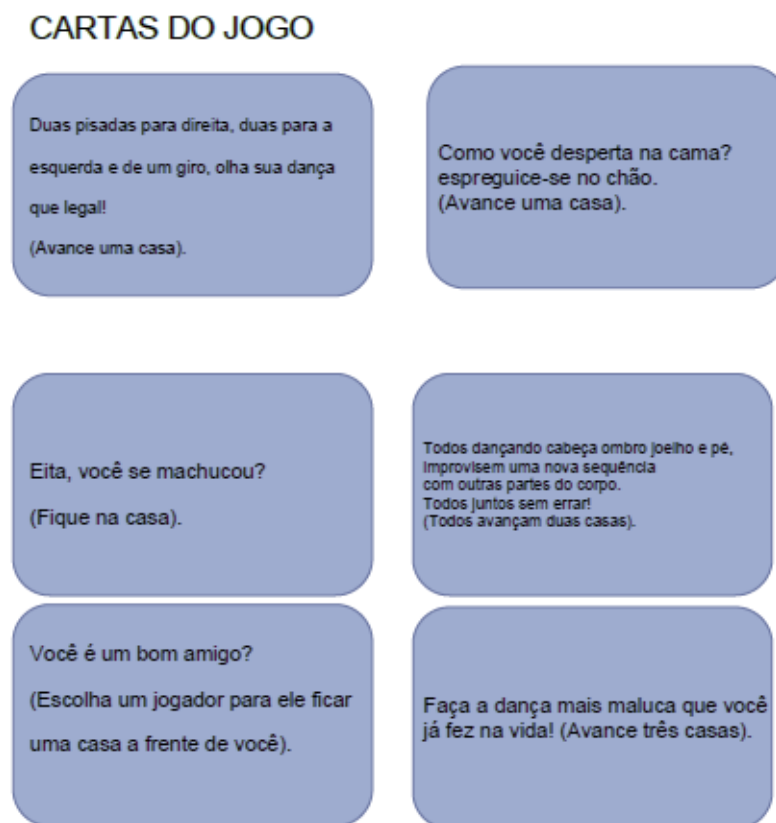 CARTAS DO JOGO
Duas pisadas para direita, duas para a
esquerda e de um giro, olha sua dança
que legal!
(Avance uma casa).
Como você desperta na cama?
espreguice-se no chão.
(Avance uma casa).
Eita, você se machucou?
(Fique na casa).
Todos dançando cabeça ombro joelho e pé,
improvisem uma nova sequência
com outras partes do corpo.
Todos juntos sem errar!
(Todos avançam duas casas).
Você é um bom amigo?
(Escolha um jogador para ele ficar
uma casa a frente de você).
Faça a dança mais maluca que você
já fez na vida! (Avance três casas).